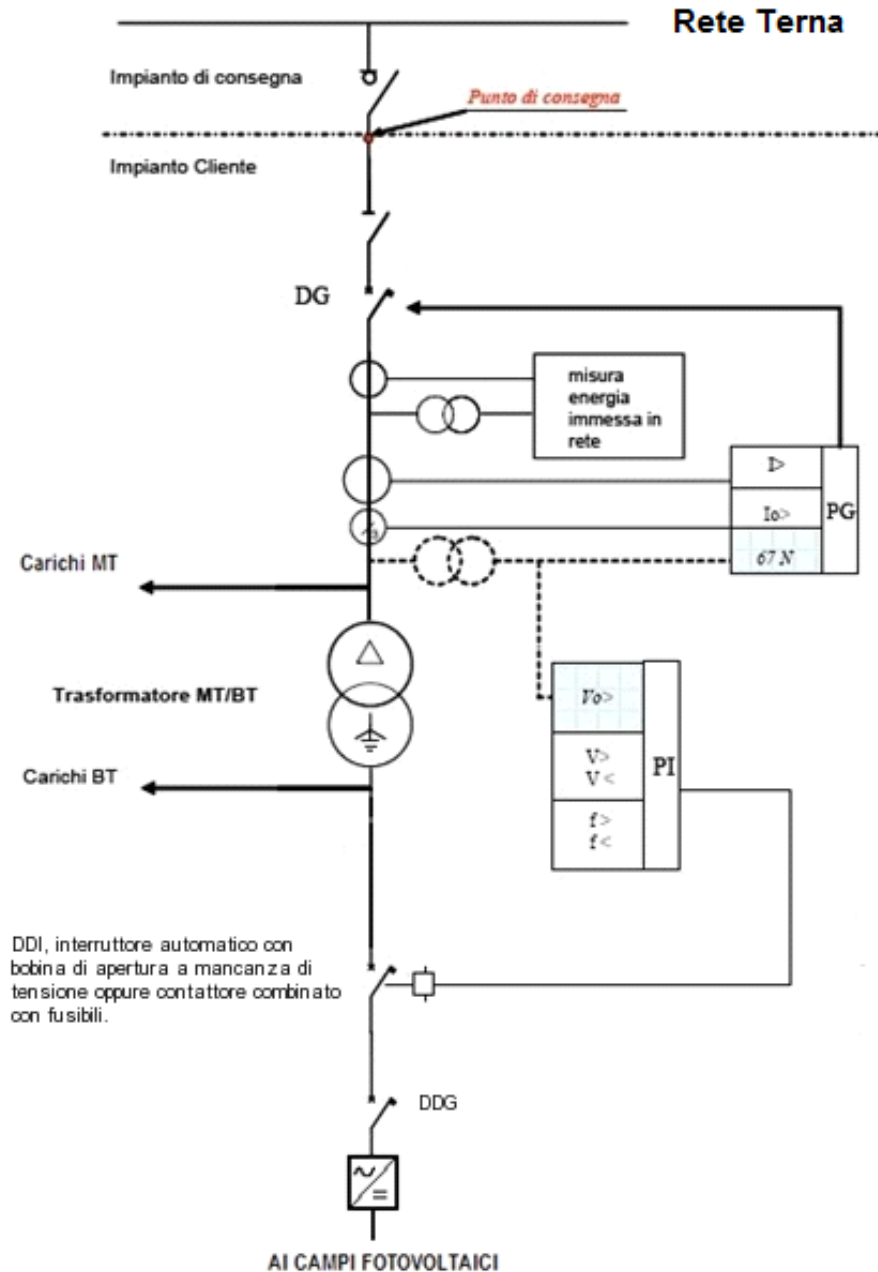 Rete Terna
Impianto di consegna
Punto di consegna
Impianto Cliente
DG
misura
energia
immessa in
rete
I>
Io>
PG
67 N
Carichi MT
Trasformatore MT/BT
Vo>
V>
V <
PI
f >
f <
Carichi BT
DDI, interruttore automatico con
bobina di apertura a mancanza di
tensione oppure contattore combinato
con fusibili.
DDG
AI CAMPI FOTOVOLTAICI